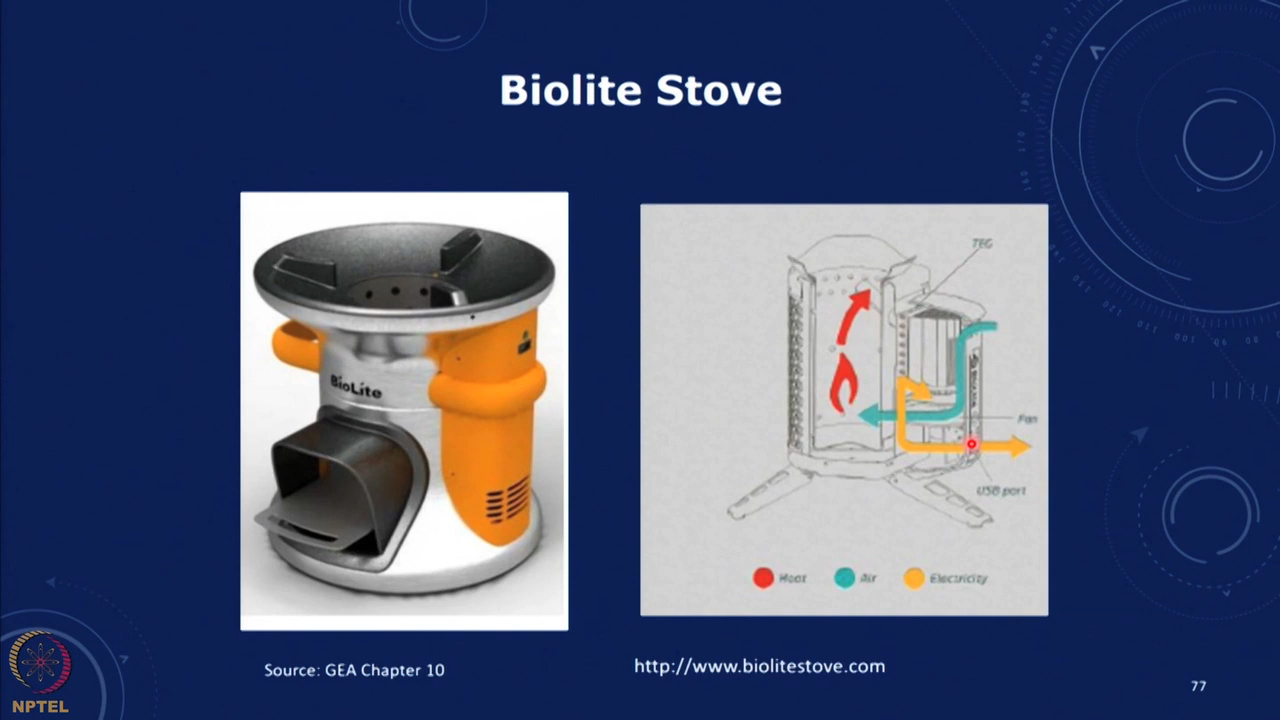 Biolite Stove
BioLite
TEG
Fan
USB port
Heat
Air
Electricity
Source: GEA Chapter 10
http://www.biolitestove.com
77
NPTEL